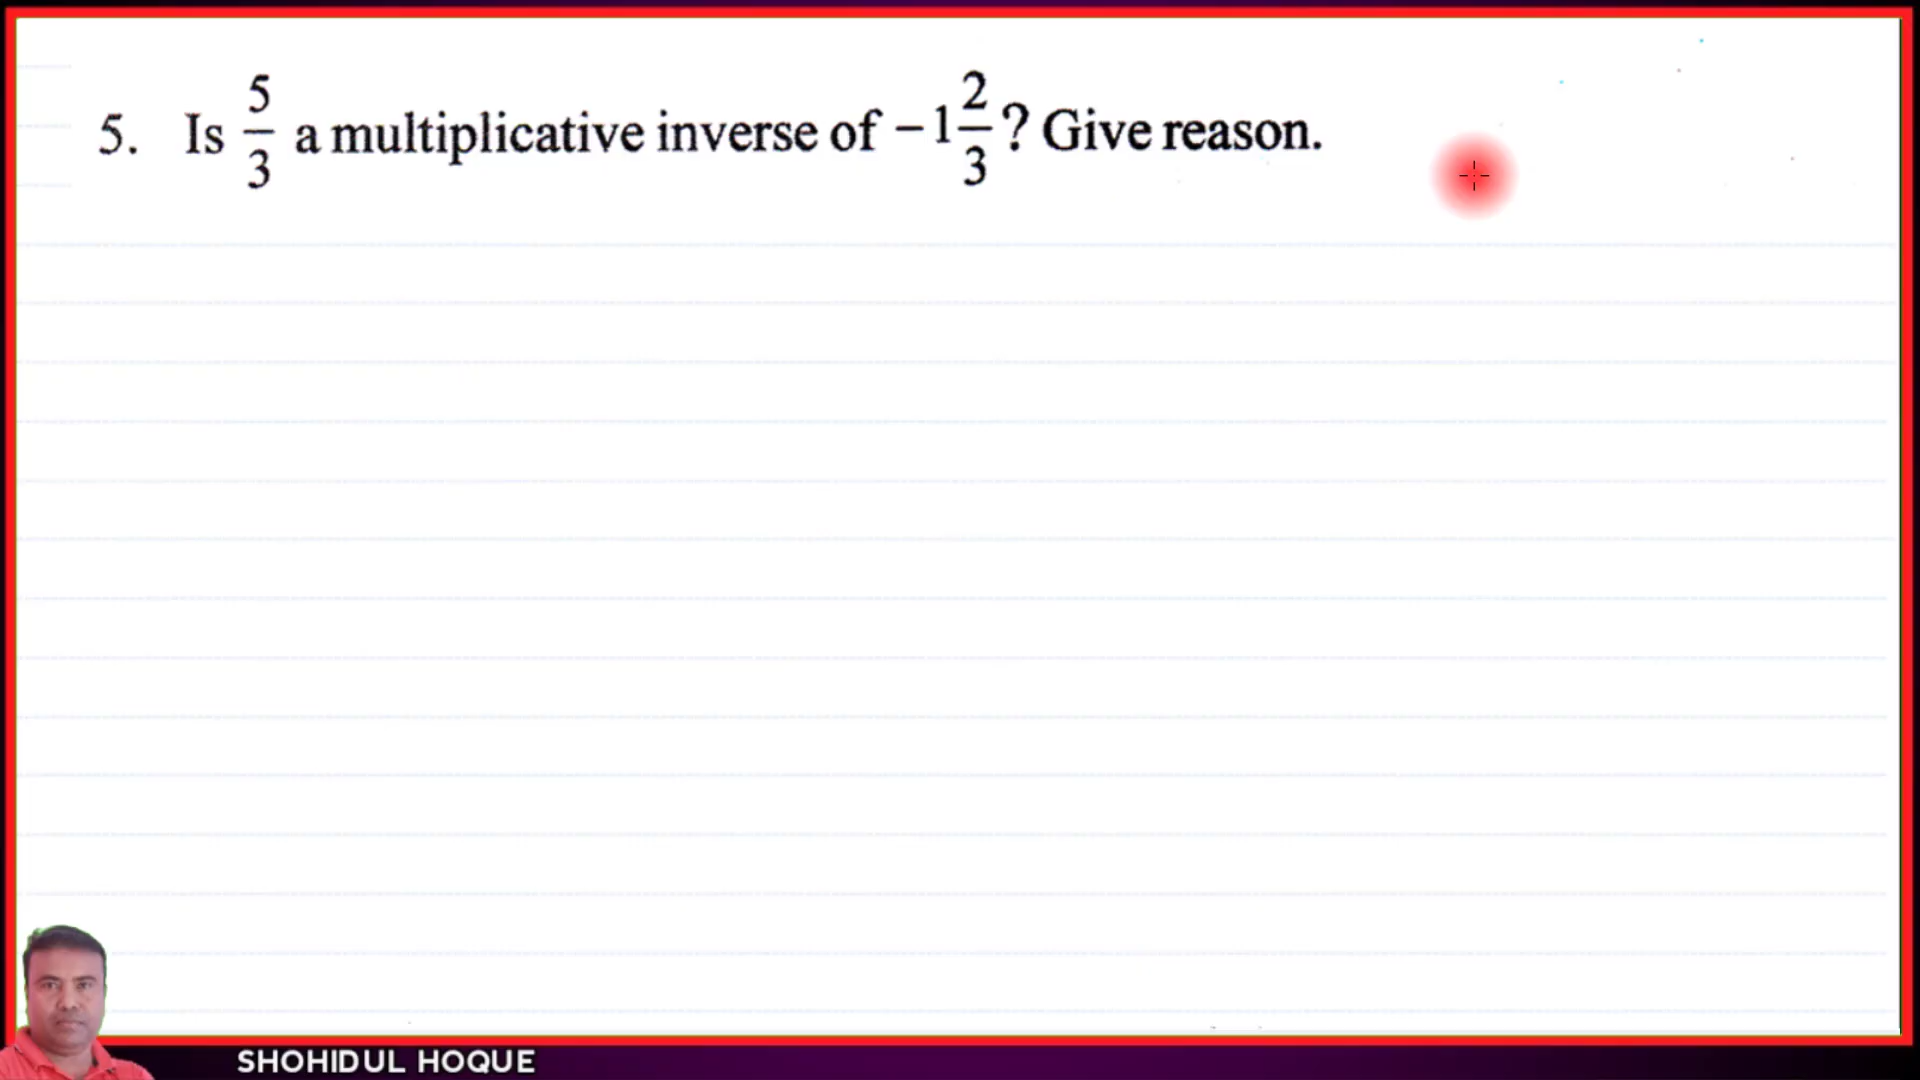 5. Is 5/3 a multiplicative inverse of −1 2/3? Give reason.
SHOHIDUL HOQUE